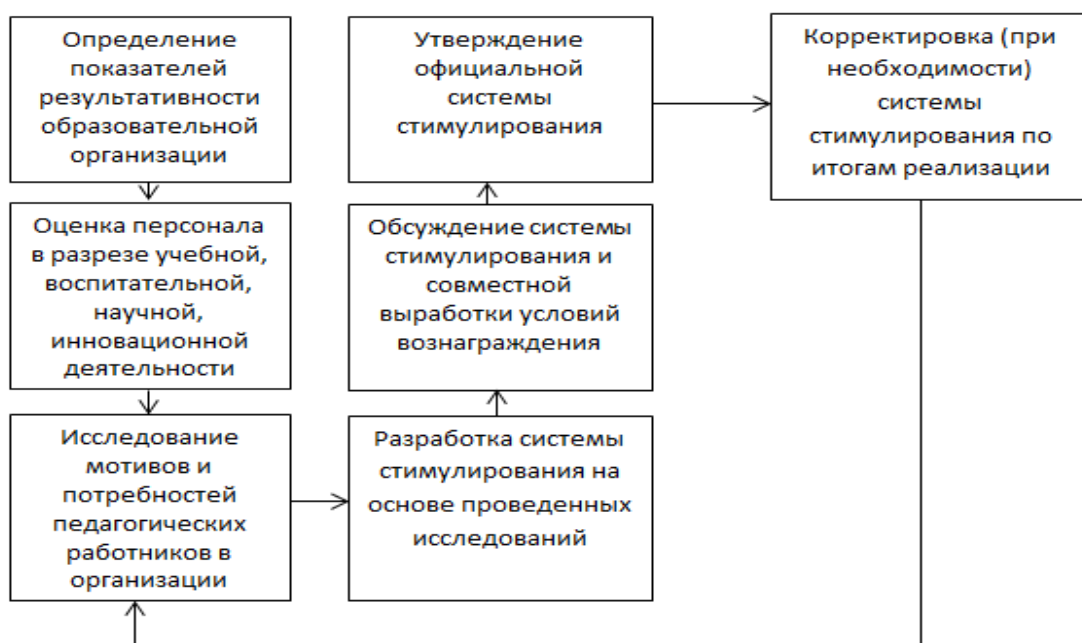 Определение
показателей
результативности
образовательной
организации
Оценка персонала
в разрезе учебной,
воспитательной,
научной,
инновационной
деятельности
Исследование
мотивов и
потребностей
педагогических
работников в
организации
Разработка системы
стимулирования на
основе проведенных
исследований
Обсуждение системы
стимулирования и
совместной
выработки условий
вознаграждения
Утверждение
официальной
системы
стимулирования
Корректировка (при
необходимости)
системы
стимулирования по
итогам реализации